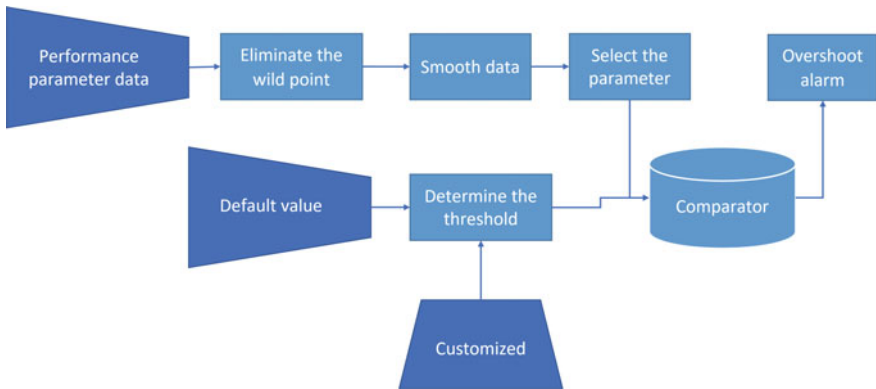 Performance
parameter data
Eliminate the
wild point
Smooth data
Select the
parameter
Overshoot
alarm
Default value
Determine the
threshold
Comparator
Customized